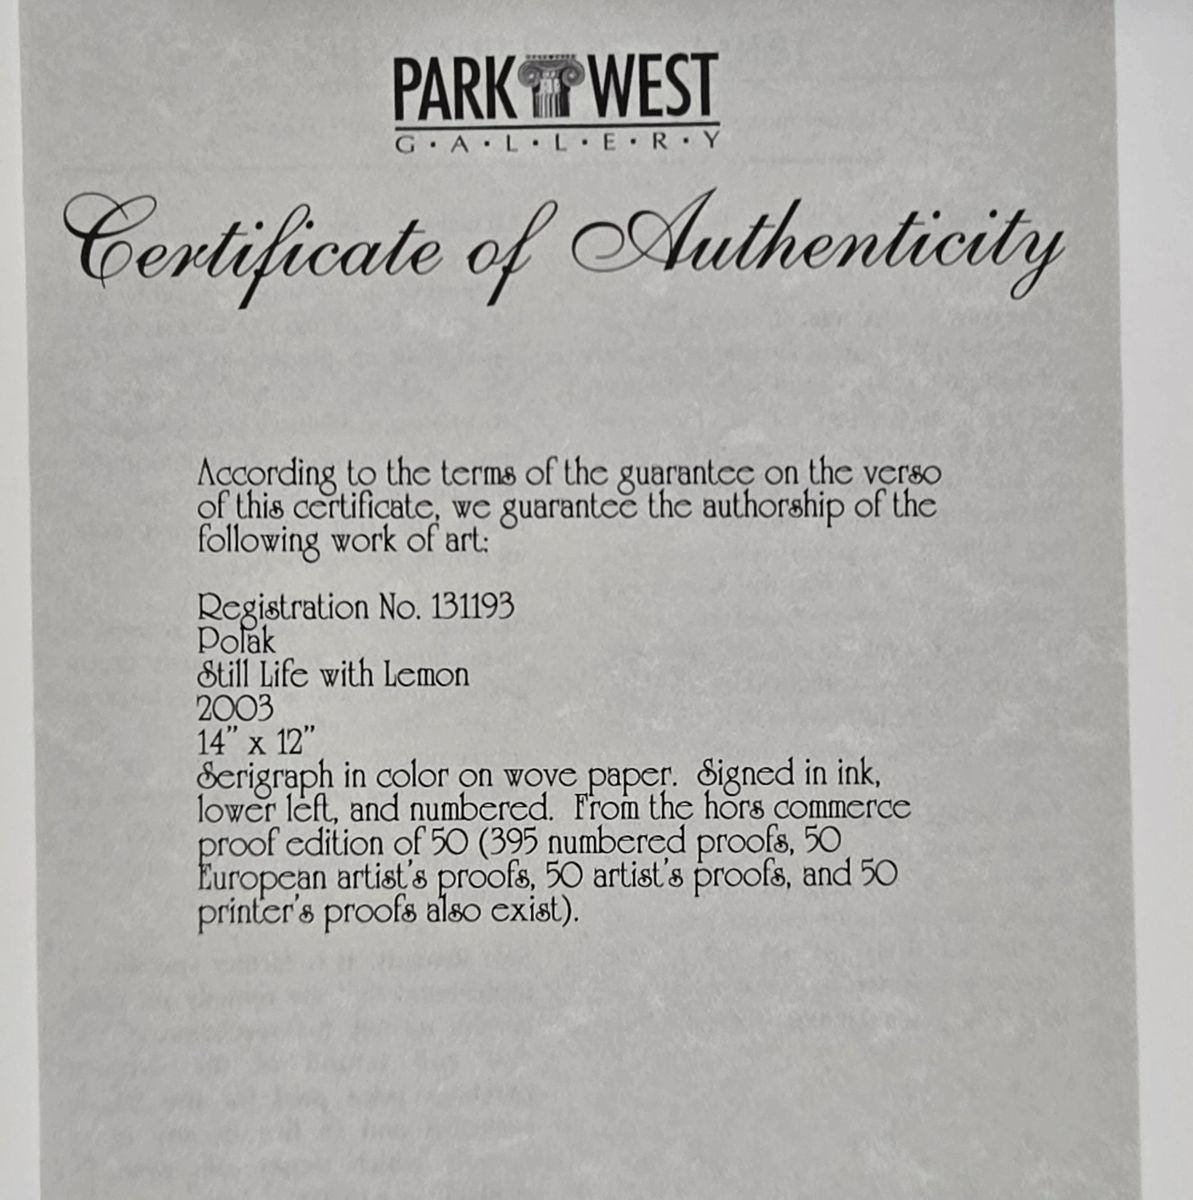 PARK WEST
G·A·L·L·E·R·Y
Certificate of Authenticity
According to the terms of the guarantee on the verso
of this certificate, we guarantee the authorship of the
following work of art:
Registration No. 131193
Polak
Still Life with Lemon
2003
14” x 12”
Serigraph in color on wove paper.  Signed in ink,
lower left, and numbered.  From the hors commerce
proof edition of 50 (395 numbered proofs, 50
European artist's proofs, 50 artist's proofs, and 50
printer's proofs also exist).